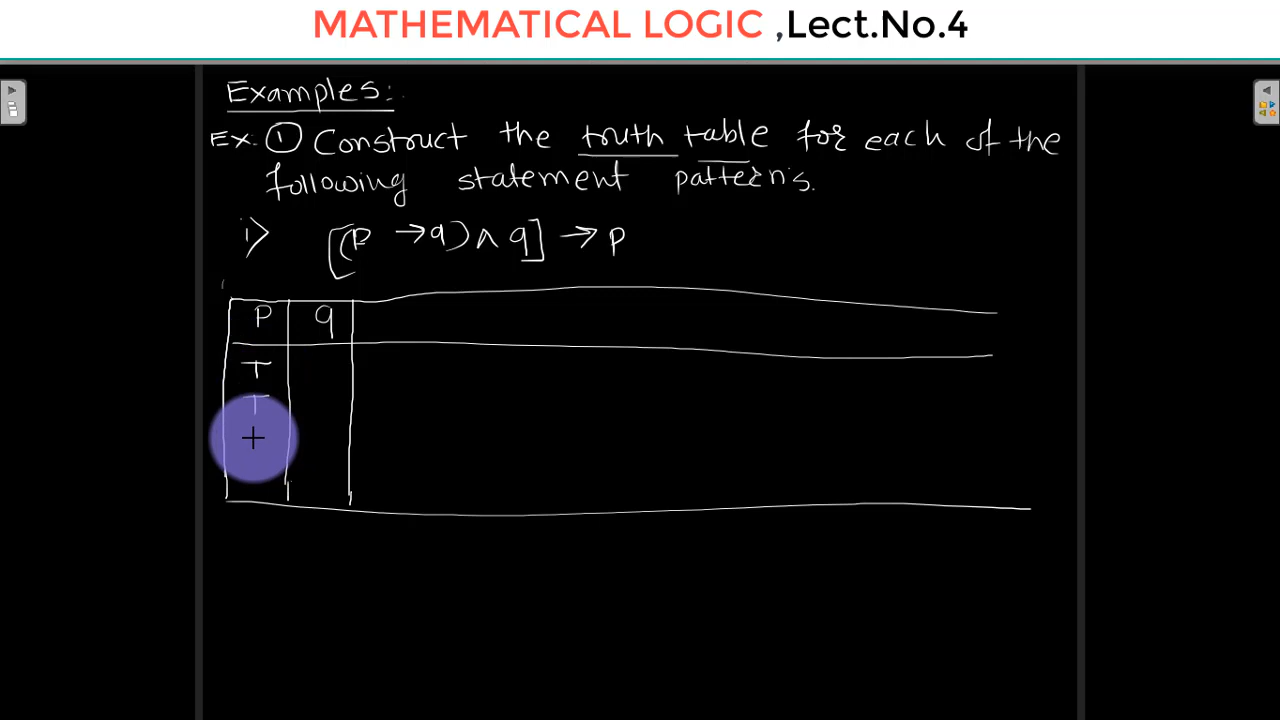 MATHEMATICAL LOGIC ,Lect.No.4
Examples:
Ex. ① Construct the truth table for each of the
following statement patterns.
i) [(p → q) ∧ q] → p
P q
T
T